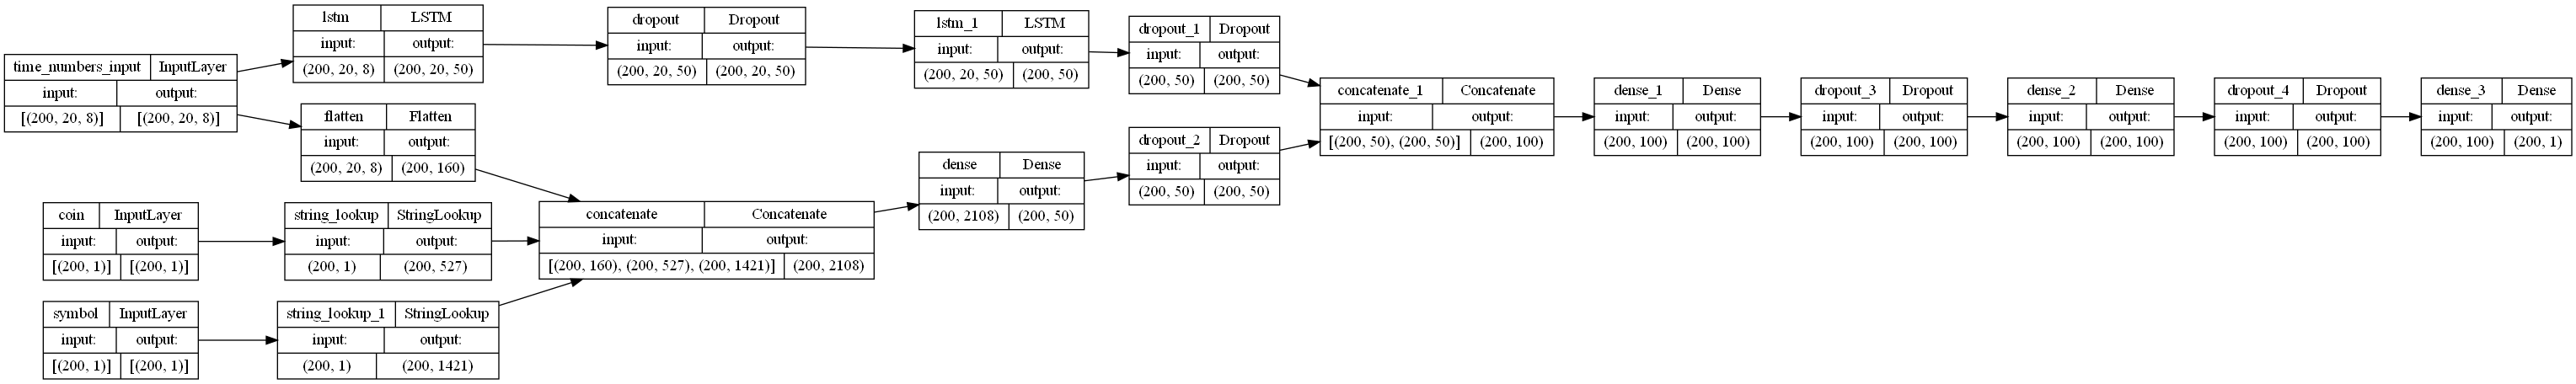 time_numbers_input InputLayer
input: output:
[(200, 20, 8)] [(200, 20, 8)]
lstm LSTM
input: output:
(200, 20, 8) (200, 20, 50)
dropout Dropout
input: output:
(200, 20, 50) (200, 20, 50)
lstm_1 LSTM
input: output:
(200, 20, 50) (200, 50)
dropout_1 Dropout
input: output:
(200, 50) (200, 50)
flatten Flatten
input: output:
(200, 20, 8) (200, 160)
coin InputLayer
input: output:
[(200, 1)] [(200, 1)]
string_lookup StringLookup
input: output:
(200, 1) (200, 527)
symbol InputLayer
input: output:
[(200, 1)] [(200, 1)]
string_lookup_1 StringLookup
input: output:
(200, 1) (200, 1421)
concatenate Concatenate
input: output:
[(200, 160), (200, 527), (200, 1421)] (200, 2108)
dense Dense
input: output:
(200, 2108) (200, 50)
dropout_2 Dropout
input: output:
(200, 50) (200, 50)
concatenate_1 Concatenate
input: output:
[(200, 50), (200, 50)] (200, 100)
dense_1 Dense
input: output:
(200, 100) (200, 100)
dropout_3 Dropout
input: output:
(200, 100) (200, 100)
dense_2 Dense
input: output:
(200, 100) (200, 100)
dropout_4 Dropout
input: output:
(200, 100) (200, 100)
dense_3 Dense
input: output:
(200, 100) (200, 1)